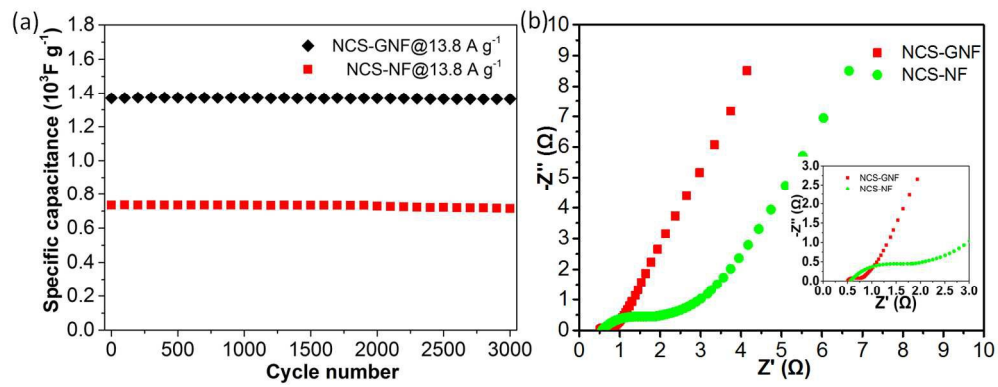 (a)
1.8
1.6
1.4
1.2
1.0
0.8
0.6
0.4
0.2
0.0
Specific capacitance (10³F g⁻¹)
NCS-GNF@13.8 A g⁻¹
NCS-NF@13.8 A g⁻¹
0 500 1000 1500 2000 2500 3000
Cycle number
(b)
10
9
8
7
6
5
4
3
2
1
0
-Z'' (Ω)
NCS-GNF
NCS-NF
0 1 2 3 4 5 6 7 8 9 10
Z' (Ω)
3.0
2.5
2.0
1.5
1.0
0.5
0.0
-Z'' (Ω)
NCS-GNF
NCS-NF
0.0 0.5 1.0 1.5 2.0 2.5 3.0
Z' (Ω)